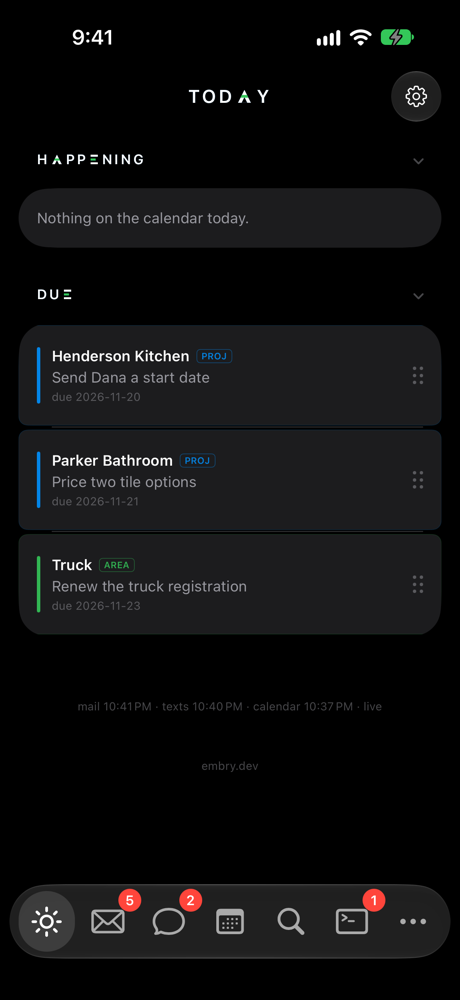 9:41
TODAY
HAPPENING
Nothing on the calendar today.
DUE
Henderson Kitchen PROJ
Send Dana a start date
due 2026-11-20
Parker Bathroom PROJ
Price two tile options
due 2026-11-21
Truck AREA
Renew the truck registration
due 2026-11-23
mail 10:41 PM · texts 10:40 PM · calendar 10:37 PM · live
embry.dev
5 2 1